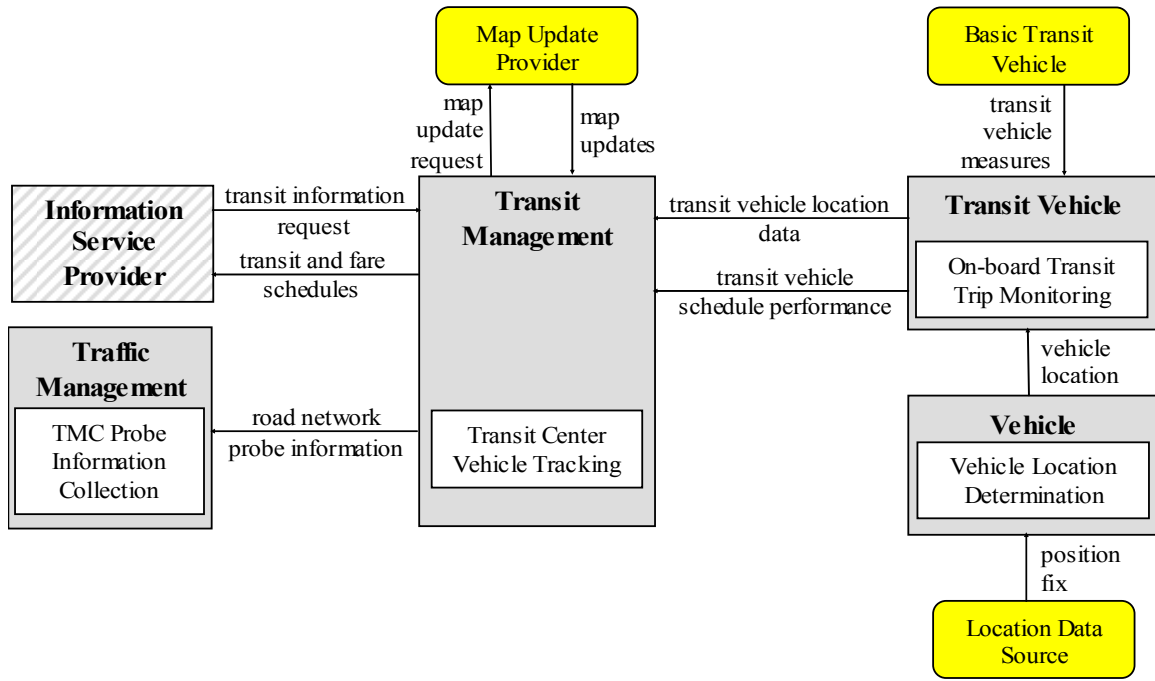 Map Update
Provider
Basic Transit
Vehicle
map
update
request
map
updates
transit
vehicle
measures
Information
Service
Provider
transit information
request
transit and fare
schedules
Transit
Management
transit vehicle location
data
transit vehicle
schedule performance
Transit Vehicle
On-board Transit
Trip Monitoring
Traffic
Management
TMC Probe
Information
Collection
road network
probe information
Transit Center
Vehicle Tracking
vehicle
location
Vehicle
Vehicle Location
Determination
position
fix
Location Data
Source